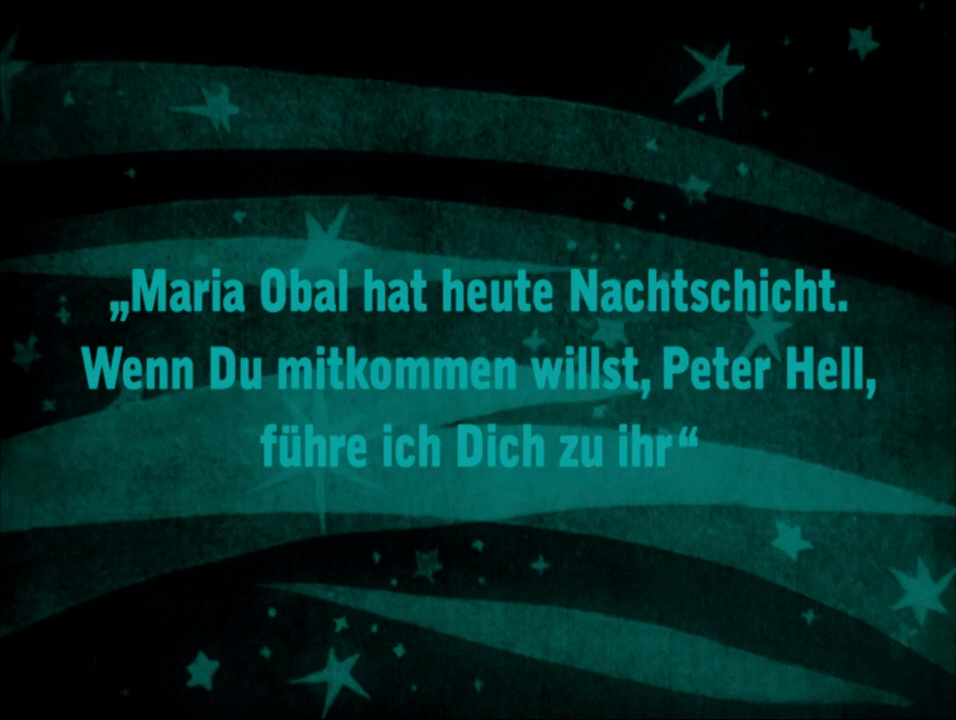 „Maria Obal hat heute Nachtschicht.
Wenn Du mitkommen willst, Peter Hell,
führe ich Dich zu ihr“